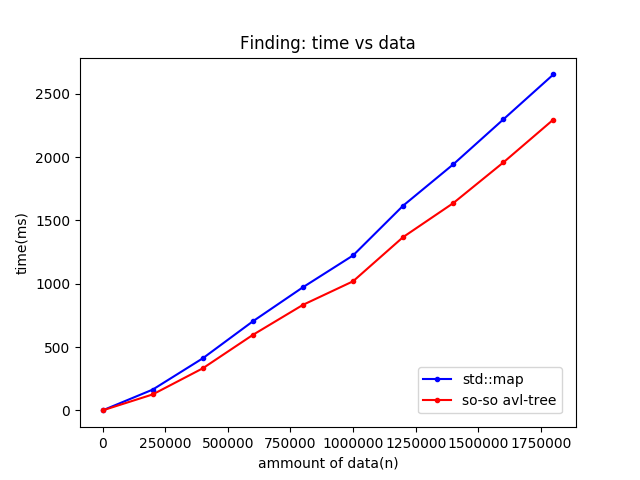 Finding: time vs data
2500
2000
1500
1000
500
0
time(ms)
std::map
so-so avl-tree
0 250000 500000 750000 1000000 1250000 1500000 1750000
ammount of data(n)